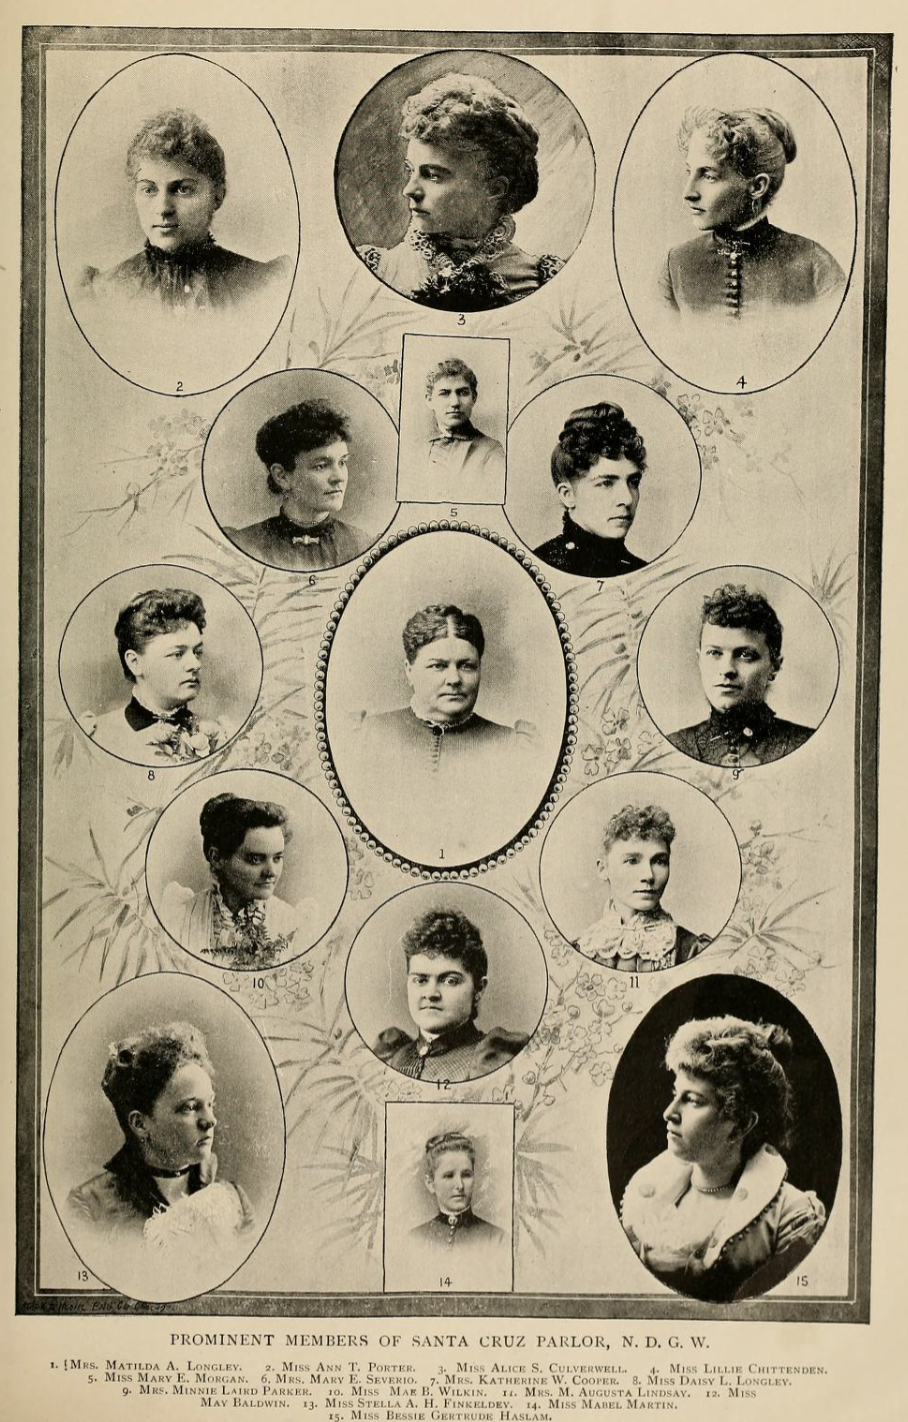 2
3
4
5
6
7
8
1
9
10
11
12
13
14
15
PROMINENT MEMBERS OF SANTA CRUZ PARLOR, N. D. G. W.
1. MRS. MATILDA A. LONGLEY. 2. MISS ANN T. PORTER. 3. MISS ALICE S. CULVERWELL. 4. MISS LILLIE CHITTENDEN.
5. MISS MARY E. MORGAN. 6. MRS. MARY E. SEVERIO. 7. MRS. KATHERINE W. COOPER. 8. MISS DAISY L. LONGLEY.
9. MRS. MINNIE LAIRD PARKER. 10. MISS MAE B. WILKIN. 11. MRS. M. AUGUSTA LINDSAY. 12. MISS
MAY BALDWIN. 13. MISS STELLA A. H. FINKELDEY. 14. MISS MABEL MARTIN.
15. MISS BESSIE GERTRUDE HASLAM.